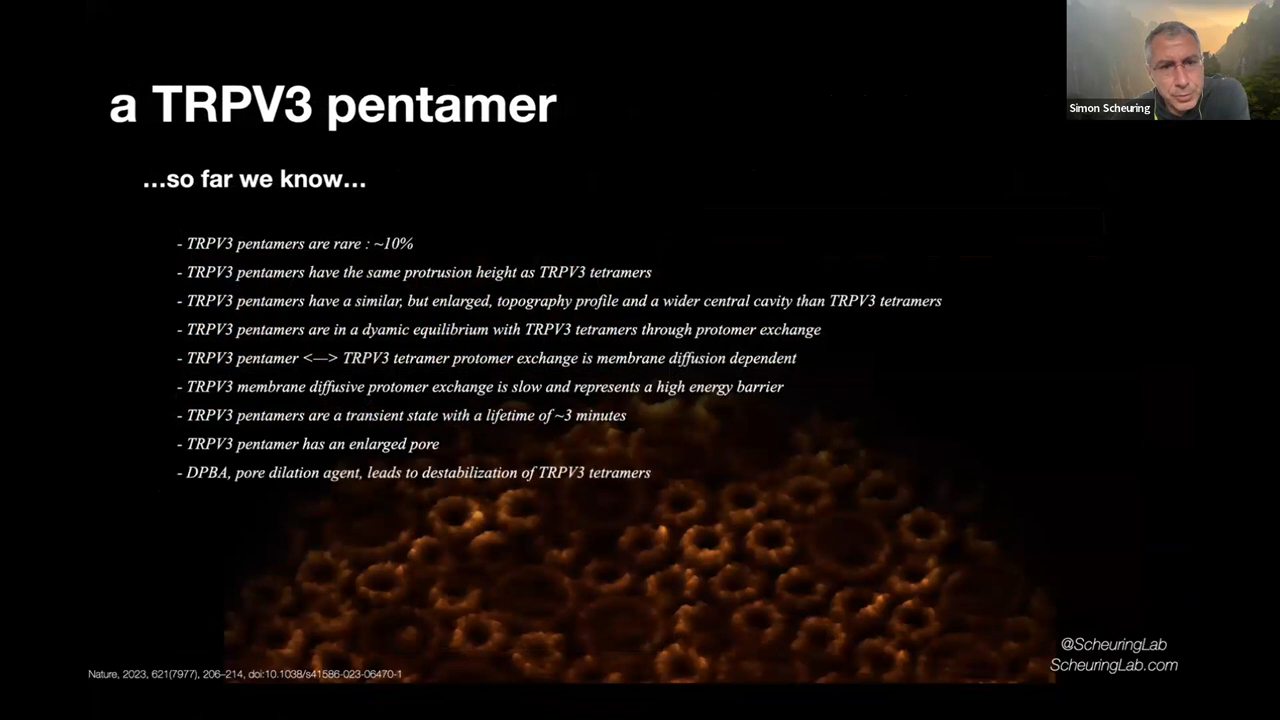 a TRPV3 pentamer
...so far we know...
- TRPV3 pentamers are rare : ~10%
- TRPV3 pentamers have the same protrusion height as TRPV3 tetramers
- TRPV3 pentamers have a similar, but enlarged, topography profile and a wider central cavity than TRPV3 tetramers
- TRPV3 pentamers are in a dyamic equilibrium with TRPV3 tetramers through protomer exchange
- TRPV3 pentamer <—> TRPV3 tetramer protomer exchange is membrane diffusion dependent
- TRPV3 membrane diffusive protomer exchange is slow and represents a high energy barrier
- TRPV3 pentamers are a transient state with a lifetime of ~3 minutes
- TRPV3 pentamer has an enlarged pore
- DPBA, pore dilation agent, leads to destabilization of TRPV3 tetramers
Nature, 2023, 621(7977), 206–214, doi:10.1038/s41586-023-06470-1
@ScheuringLab
ScheuringLab.com
Simon Scheuring